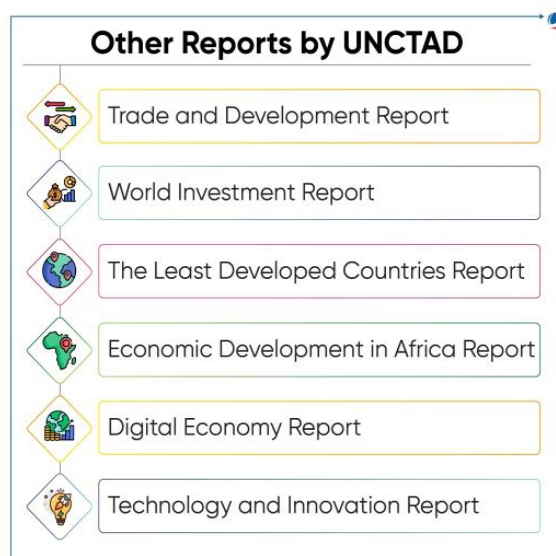 Other Reports by UNCTAD
Trade and Development Report
World Investment Report
The Least Developed Countries Report
Economic Development in Africa Report
Digital Economy Report
Technology and Innovation Report